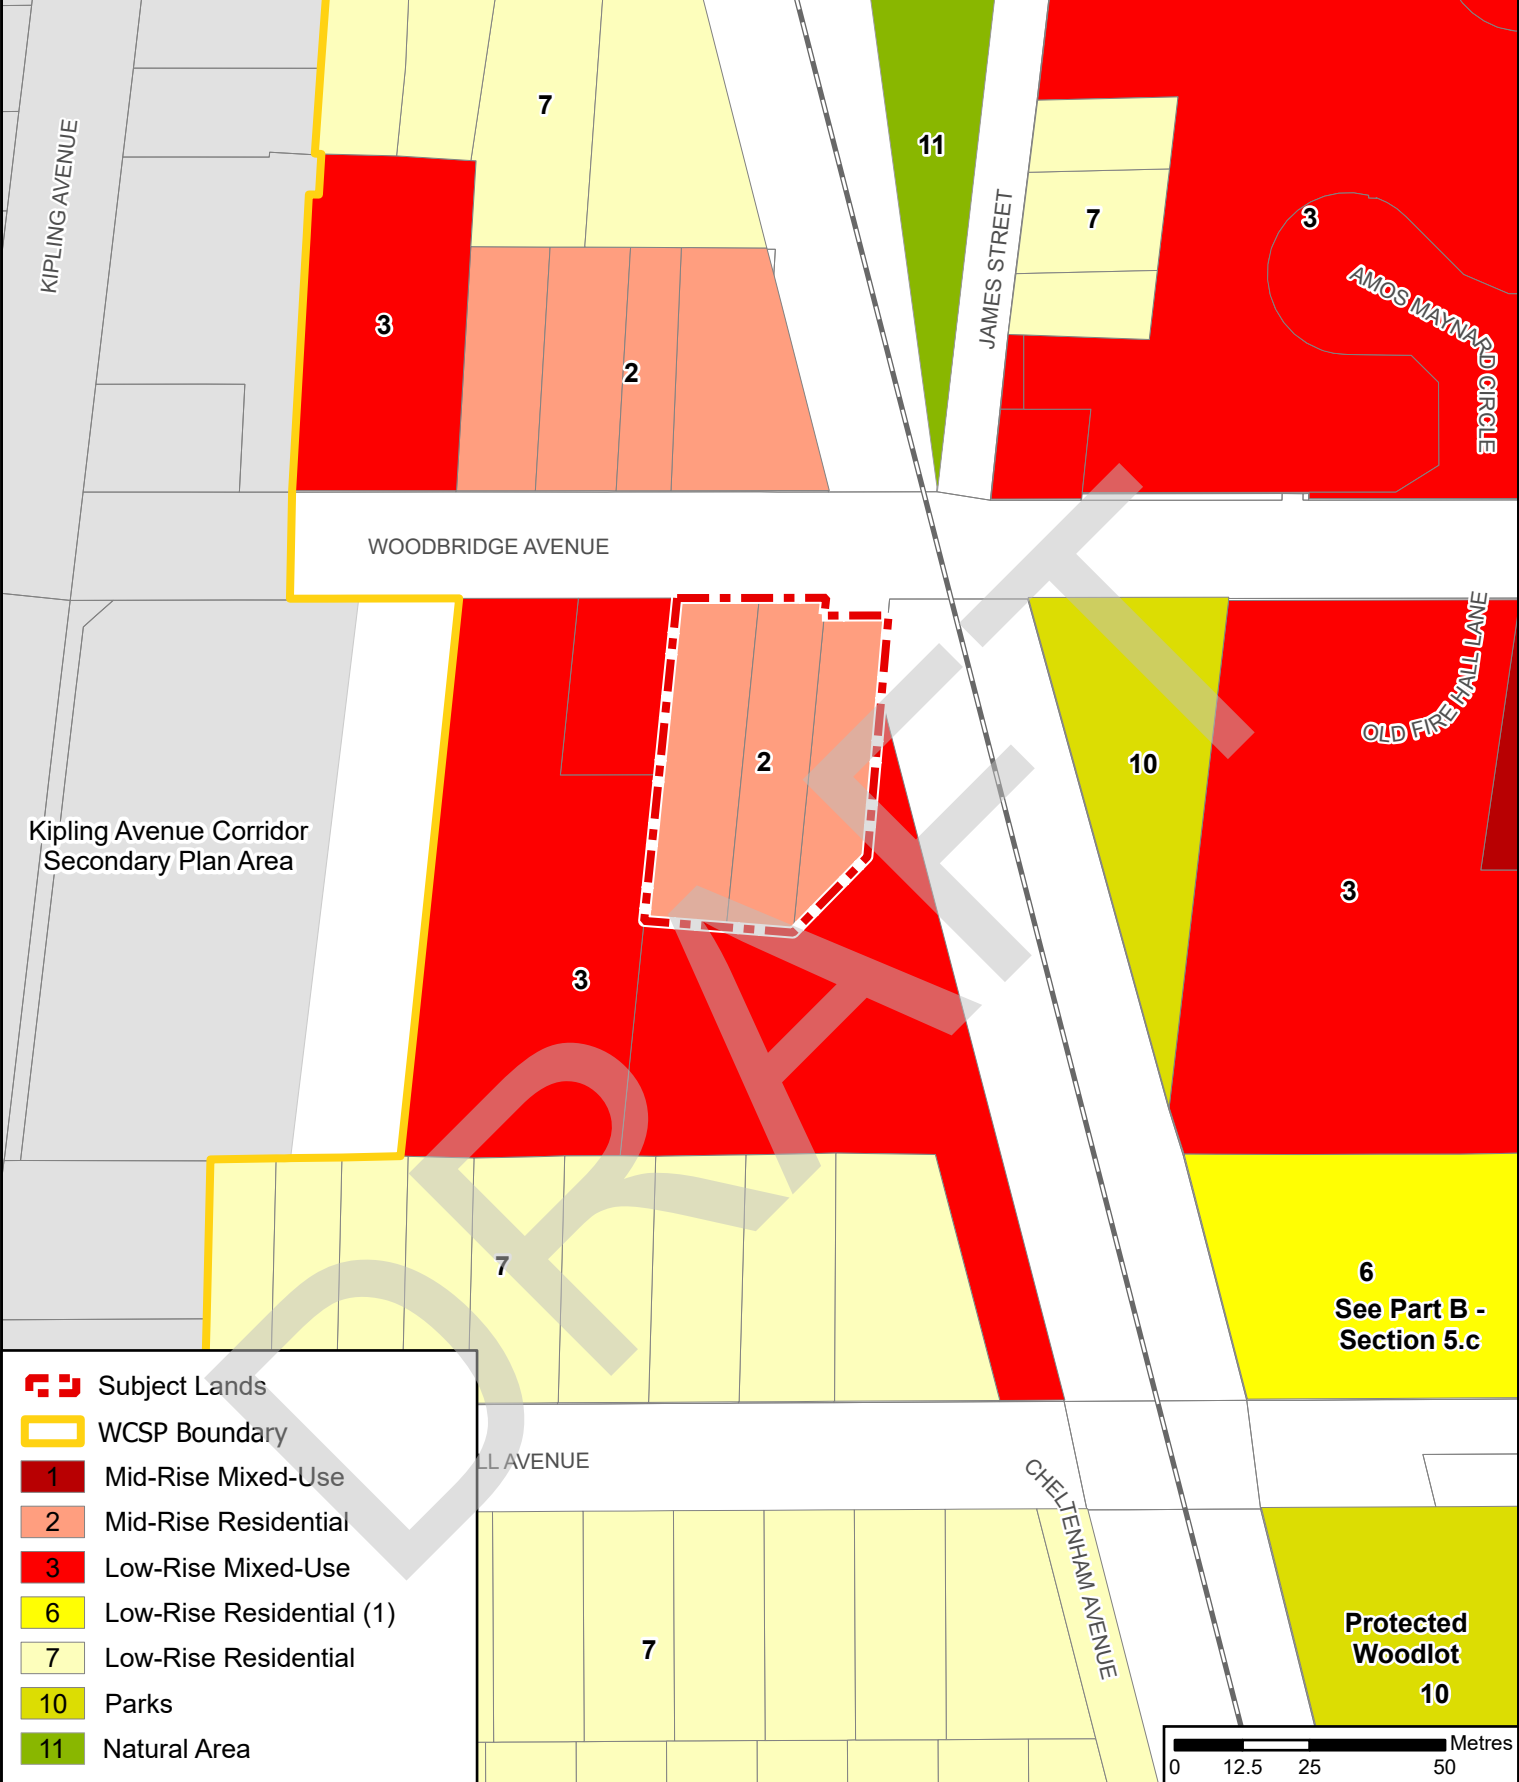 7
11
KIPLING AVENUE
JAMES STREET
7
3
AMOS MAYNARD CIRCLE
3
2
WOODBRIDGE AVENUE
OLD FIRE HALL LANE
2
10
Kipling Avenue Corridor
Secondary Plan Area
3
3
DRAFT
7
6
See Part B -
Section 5.c
LL AVENUE
CHELTENHAM AVENUE
7
Protected
Woodlot
10
Subject Lands
WCSP Boundary
1 Mid-Rise Mixed-Use
2 Mid-Rise Residential
3 Low-Rise Mixed-Use
6 Low-Rise Residential (1)
7 Low-Rise Residential
10 Parks
11 Natural Area
Metres
0 12.5 25 50